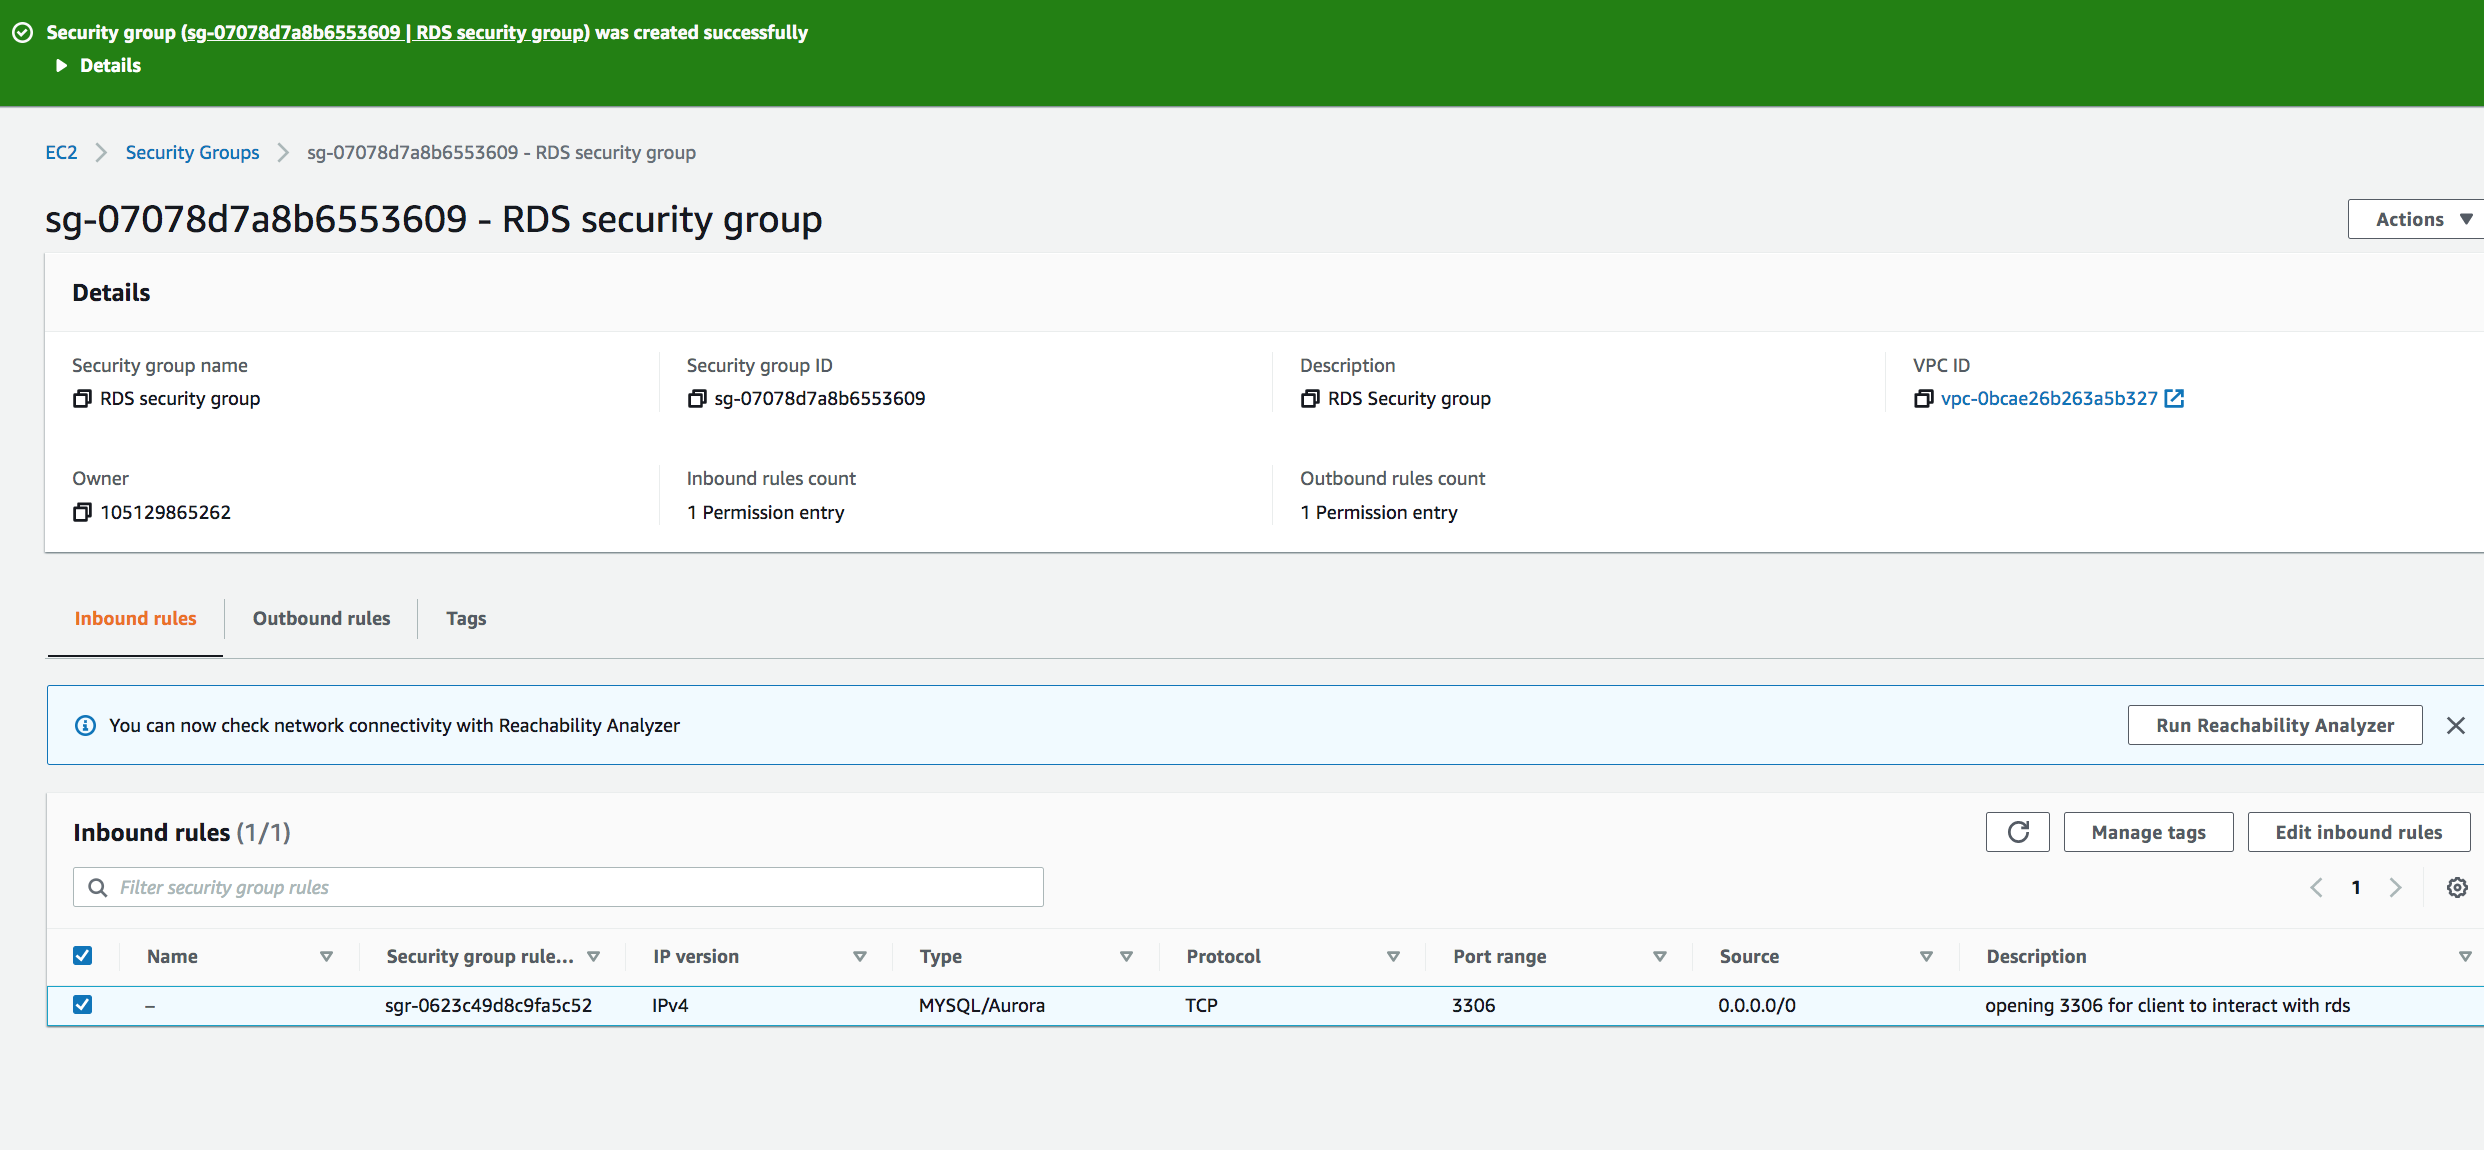 Security group (sg-07078d7a8b6553609 | RDS security group) was created successfully
Details
EC2 Security Groups sg-07078d7a8b6553609 - RDS security group
sg-07078d7a8b6553609 - RDS security group
Actions
Details
Security group name Security group ID Description VPC ID
RDS security group sg-07078d7a8b6553609 RDS Security group vpc-0bcae26b263a5b327
Owner Inbound rules count Outbound rules count
105129865262 1 Permission entry 1 Permission entry
Inbound rules Outbound rules Tags
You can now check network connectivity with Reachability Analyzer Run Reachability Analyzer
Inbound rules (1/1) Manage tags Edit inbound rules
Filter security group rules 1
Name Security group rule... IP version Type Protocol Port range Source Description
– sgr-0623c49d8c9fa5c52 IPv4 MYSQL/Aurora TCP 3306 0.0.0.0/0 opening 3306 for client to interact with rds